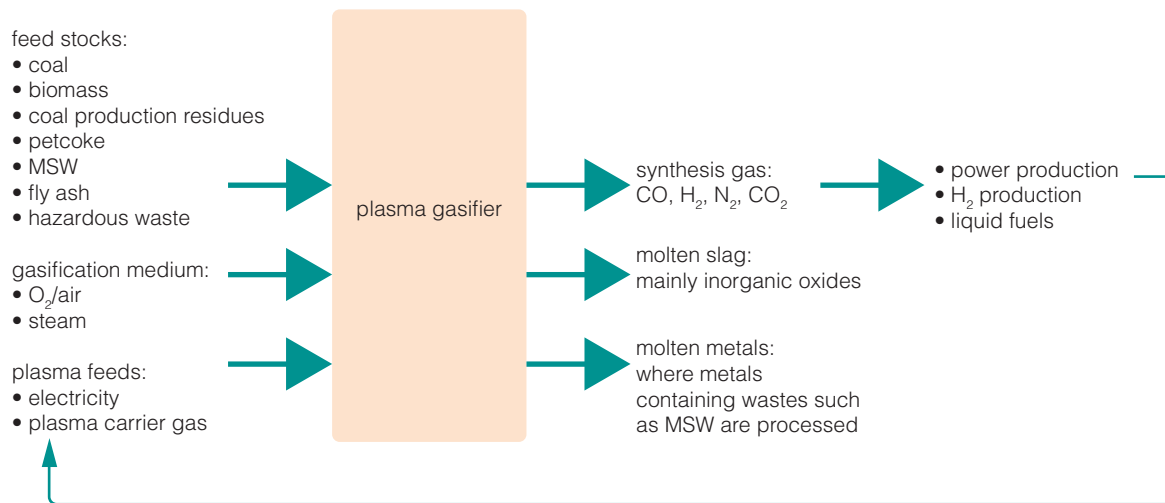 feed stocks:
• coal
• biomass
• coal production residues
• petcoke
• MSW
• fly ash
• hazardous waste
gasification medium:
• O₂/air
• steam
plasma feeds:
• electricity
• plasma carrier gas
plasma gasifier
synthesis gas:
CO, H₂, N₂, CO₂
molten slag:
mainly inorganic oxides
molten metals:
where metals
containing wastes such
as MSW are processed
• power production
• H₂ production
• liquid fuels